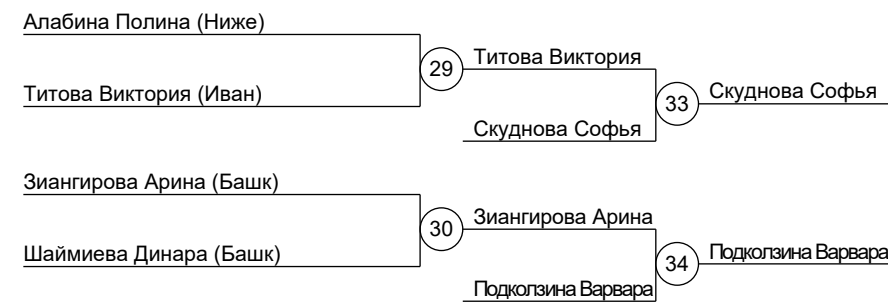 Алабина Полина (Ниже)
29
Титова Виктория
Титова Виктория (Иван)
33
Скуднова Софья
Скуднова Софья
Зиангирова Арина (Башк)
30
Зиангирова Арина
Шаймиева Динара (Башк)
34
Подколзина Варвара
Подколзина Варвара